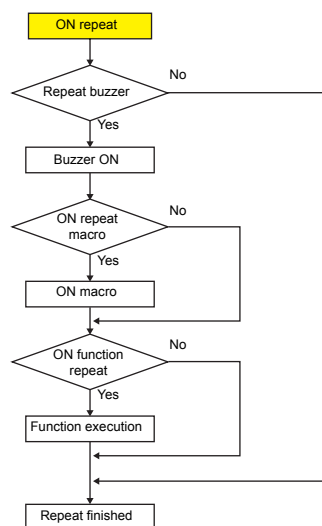 ON repeat
Repeat buzzer
No
Yes
Buzzer ON
ON repeat
macro
No
Yes
ON macro
ON function
repeat
No
Yes
Function execution
Repeat finished